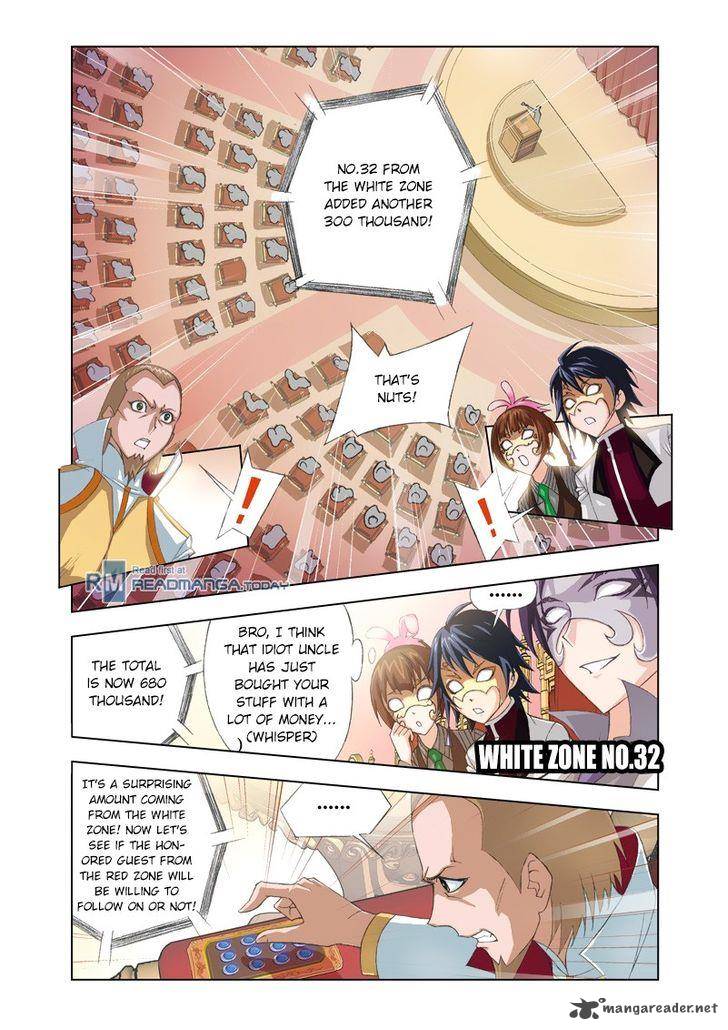 NO.32 FROM
THE WHITE ZONE
ADDED ANOTHER
300 THOUSAND!
THAT'S
NUTS!
!
!
Read first at
RM READMANGA.TODAY
......
BRO, I THINK
THAT IDIOT UNCLE
HAS JUST
BOUGHT YOUR
STUFF WITH A
LOT OF MONEY...
(WHISPER)
THE TOTAL
IS NOW 680
THOUSAND!
WHITE ZONE NO.32
IT'S A SURPRISING
AMOUNT COMING
FROM THE WHITE
ZONE! NOW LET'S
SEE IF THE HON-
ORED GUEST FROM
THE RED ZONE WILL
BE WILLING TO
FOLLOW ON OR NOT!
......
mangareader.net